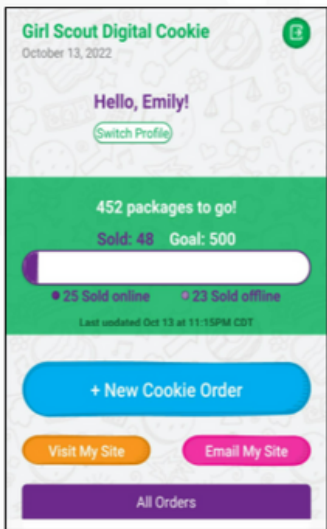 Girl Scout Digital Cookie
October 13, 2022
Hello, Emily!
Switch Profile
452 packages to go!
Sold: 48 Goal: 500
25 Sold online 23 Sold offline
Last updated Oct 13 at 11:15PM CDT
+ New Cookie Order
Visit My Site Email My Site
All Orders